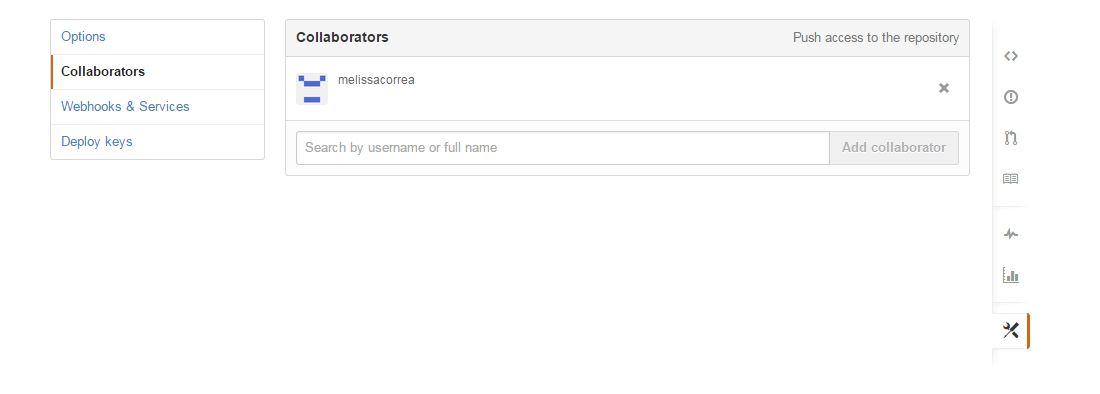 Options
Collaborators
Webhooks & Services
Deploy keys
Collaborators Push access to the repository
melissacorrea
Search by username or full name Add collaborator